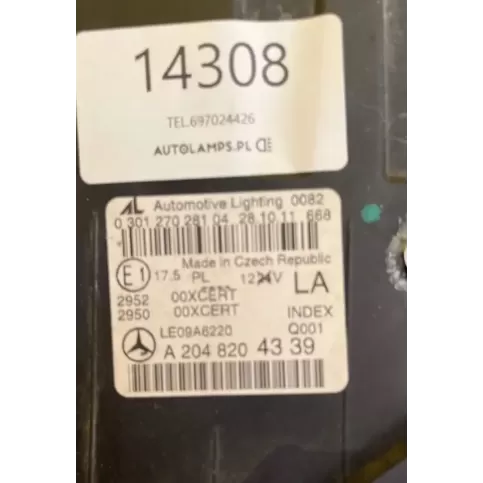 14308
TEL.697024426
AUTOLAMPS.PL
AL Automotive Lighting 0082
0 301 270 281 04 28 10 11 668
Made in Czech Republic
E1 17.5 PL 12 V LA
2952 00XCERT
2950 00XCERT INDEX
LE09A6220 Q001
A 204 820 43 39